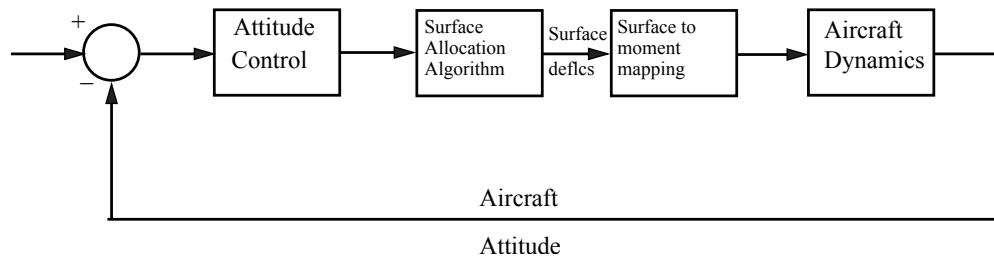 +
−
Attitude
Control
Surface
Allocation
Algorithm
Surface
deflcs
Surface to
moment
mapping
Aircraft
Dynamics
Aircraft
Attitude